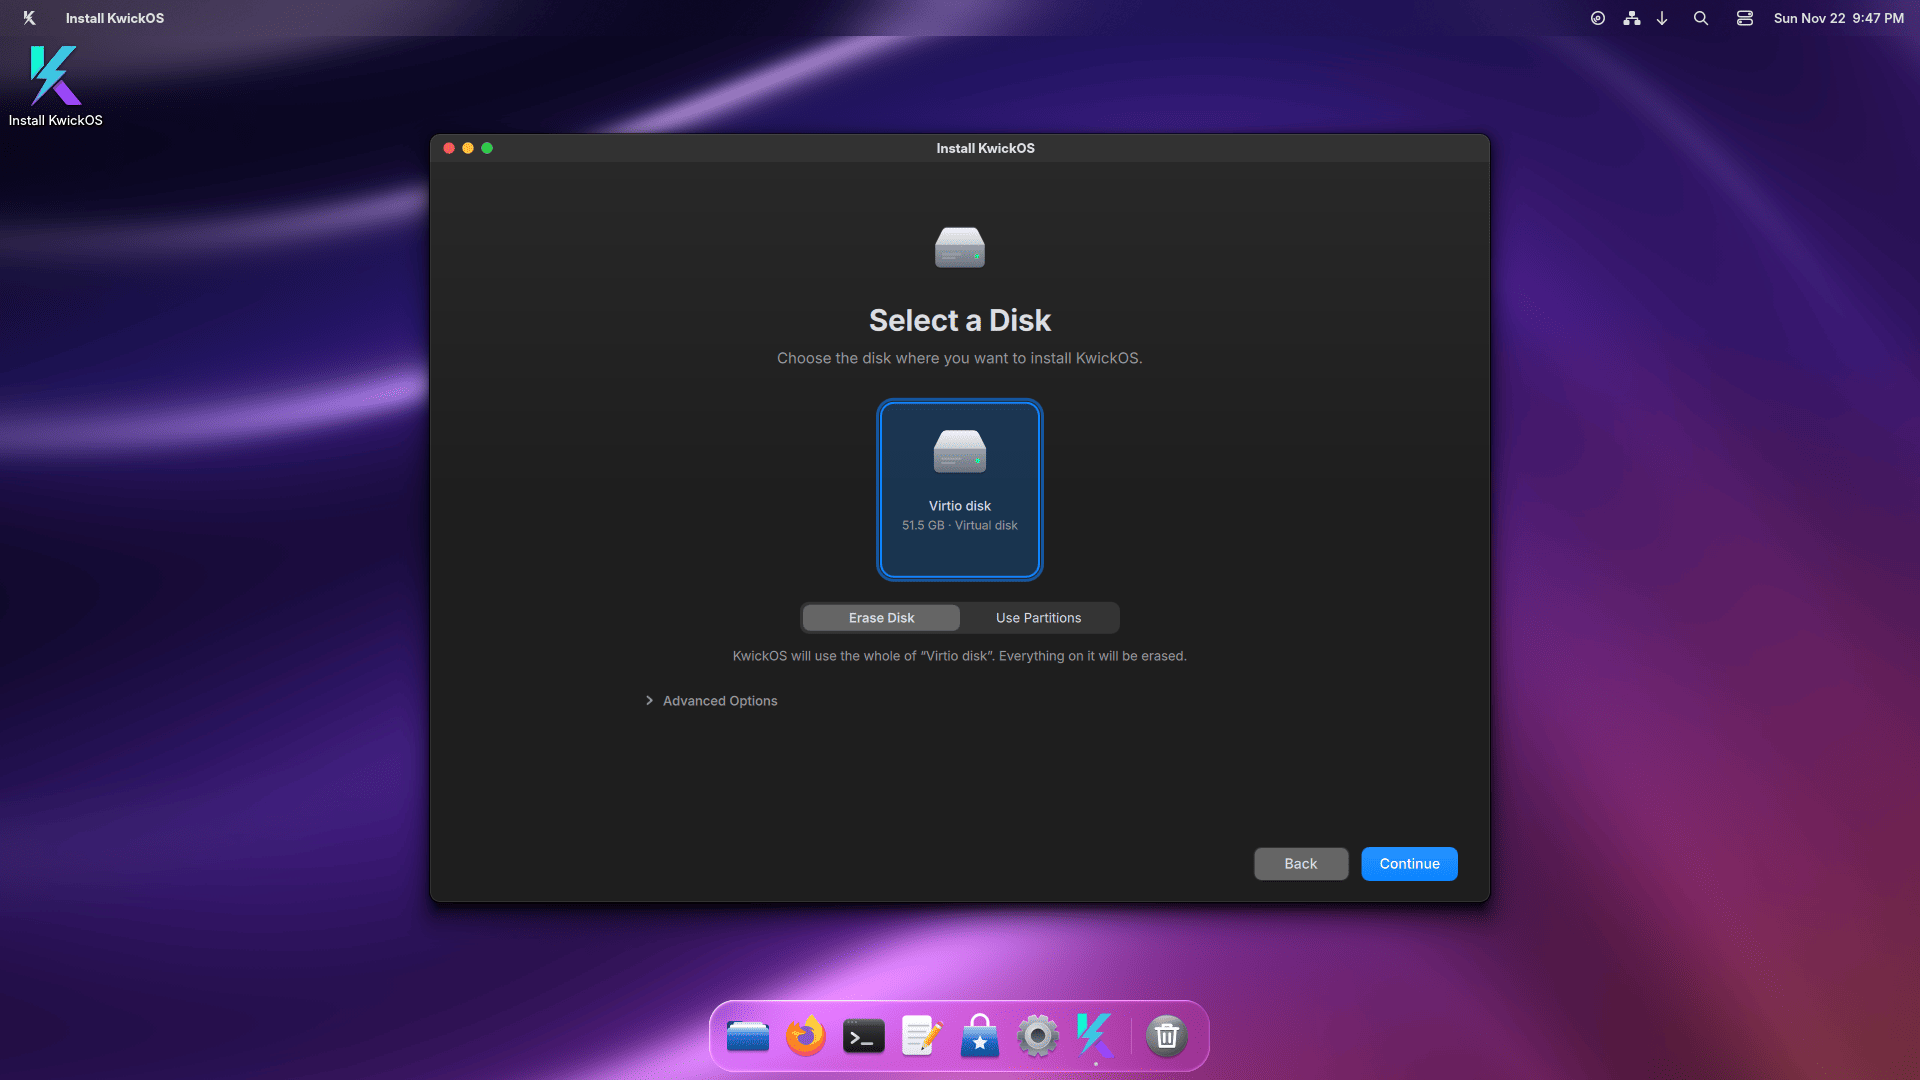 Install KwickOS
Sun Nov 22 9:47 PM
Install KwickOS
Install KwickOS
Select a Disk
Choose the disk where you want to install KwickOS.
Virtio disk
51.5 GB · Virtual disk
Erase Disk
Use Partitions
KwickOS will use the whole of “Virtio disk”. Everything on it will be erased.
Advanced Options
Back
Continue